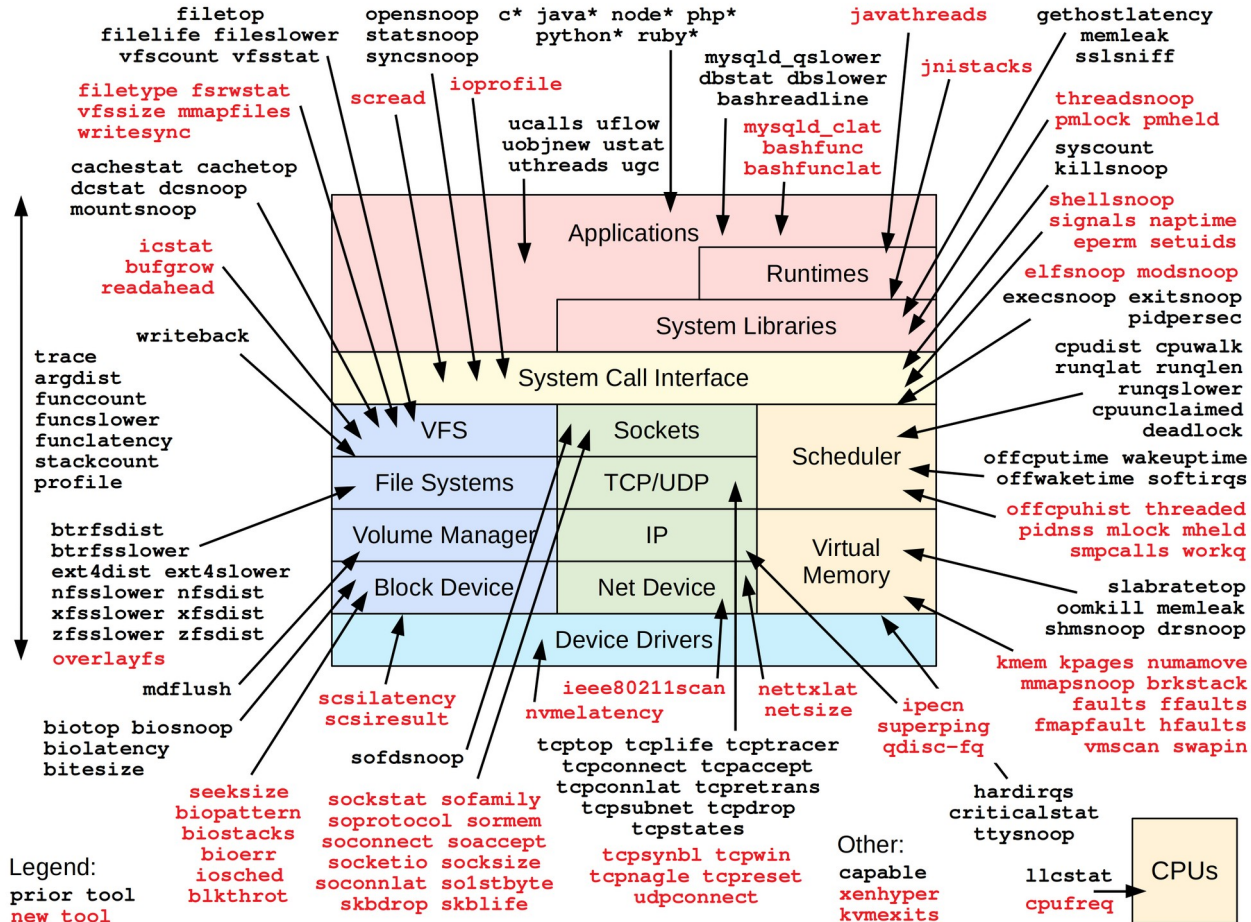 filetop
filelife fileslower
vfscount vfsstat
opensnoop
statsnoop
syncsnoop
c* java* node* php*
python* ruby*
javathreads
gethostlatency
memleak
sslsniff
filetype fsrwstat
vfssize mmapfiles
writesync
scread
ioprofile
mysqld_qslower
dbstat dbslower
bashreadline
jnistacks
threadsnoop
pmlock pmheld
ucalls uflow
uobjnew ustat
uthreads ugc
mysqld_clat
bashfunc
bashfunclat
syscount
killsnoop
cachestat cachetop
dcstat dcsnoop
mountsnoop
shellsnoop
signals naptime
eperm setuids
icstat
bufgrow
readahead
elfsnoop modsnoop
execsnoop exitsnoop
pidpersec
writeback
cpudist cpuwalk
runqlat runqlen
runqslower
cpuunclaimed
deadlock
trace
argdist
funccount
funcslower
funclatency
stackcount
profile
Applications
Runtimes
System Libraries
System Call Interface
VFS
Sockets
Scheduler
File Systems
TCP/UDP
Volume Manager
IP
Virtual
Memory
Block Device
Net Device
Device Drivers
offcputime wakeuptime
offwaketime softirqs
offcpuhist threaded
pidnss mlock mheld
smpcalls workq
btrfsdist
btrfsslower
ext4dist ext4slower
nfsslower nfsdist
xfsslower xfsdist
zfsslower zfsdist
overlayfs
slabratetop
oomkill memleak
shmsnoop drsnoop
kmem kpages numamove
mmapsnoop brkstack
faults ffaults
fmapfault hfaults
vmscan swapin
mdflush
scsilatency
scsiresult
nvmelatency
ieee80211scan
nettxlat
netsize
ipecn
superping
qdisc-fq
biotop biosnoop
biolatency
bitesize
sofdsnoop
tcptop tcplife tcptracer
tcpconnect tcpaccept
tcpconnlat tcpretrans
tcpsubnet tcpdrop
tcpstates
hardirqs
criticalstat
ttysnoop
seeksize
biopattern
biostacks
bioerr
iosched
blkthrot
sockstat sofamily
soprotocol sormem
soconnect soaccept
socketio socksize
soconnlat so1stbyte
skbdrop skblife
tcpsynbl tcpwin
tcpnagle tcpreset
udpconnect
Other:
capable
xenhyper
kvmexits
llcstat
cpufreq
CPUs
Legend:
prior tool
new tool